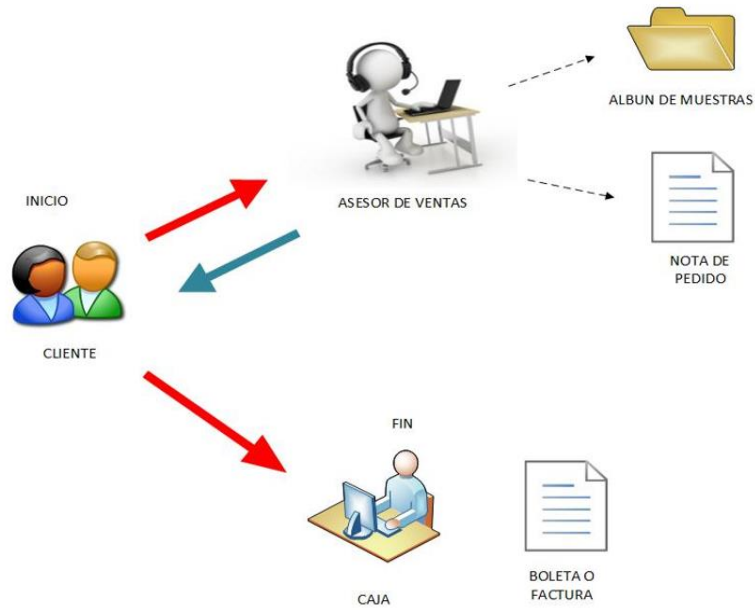 ALBUN DE MUESTRAS
INICIO
ASESOR DE VENTAS
NOTA DE
PEDIDO
CLIENTE
FIN
CAJA
BOLETA O
FACTURA